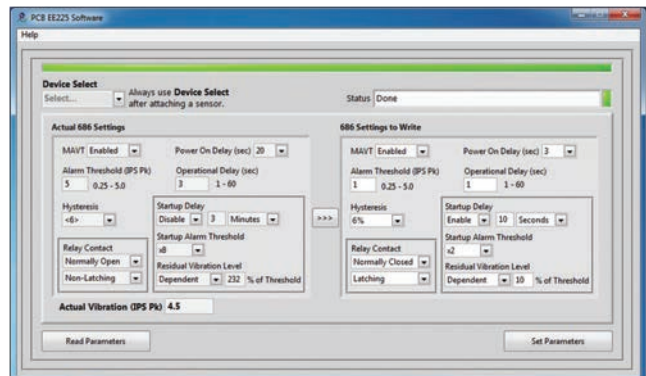 PCB EE225 Software
Help
Device Select
Select...
Always use Device Select
after attaching a sensor.
Status Done
Actual 686 Settings
MAVT Enabled
Power On Delay (sec) 20
Alarm Threshold (IPS Pk)
5 0.25 - 5.0
Operational Delay (sec)
3 1 - 60
Hysteresis
<6>
Startup Delay
Disable 3 Minutes
Startup Alarm Threshold
x8
Relay Contact
Normally Open
Non-Latching
Residual Vibration Level
Dependent 232 % of Threshold
Actual Vibration (IPS Pk) 4.5
>>>
686 Settings to Write
MAVT Enabled
Power On Delay (sec) 3
Alarm Threshold (IPS Pk)
1 0.25 - 5.0
Operational Delay (sec)
1 1 - 60
Hysteresis
6%
Startup Delay
Enable 10 Seconds
Startup Alarm Threshold
x2
Relay Contact
Normally Closed
Latching
Residual Vibration Level
Dependent 10 % of Threshold
Read Parameters
Set Parameters